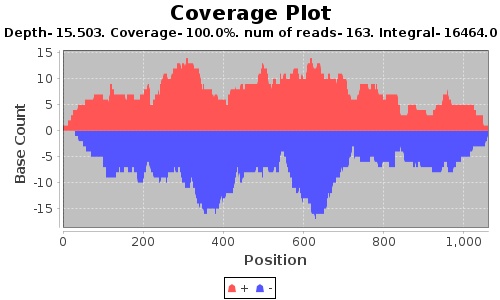 Coverage Plot
Depth- 15.503. Coverage- 100.0%. num of reads- 163. Integral- 16464.0
15
10
5
0
-5
-10
-15
Base Count
0 200 400 600 800 1,000
Position
+ -